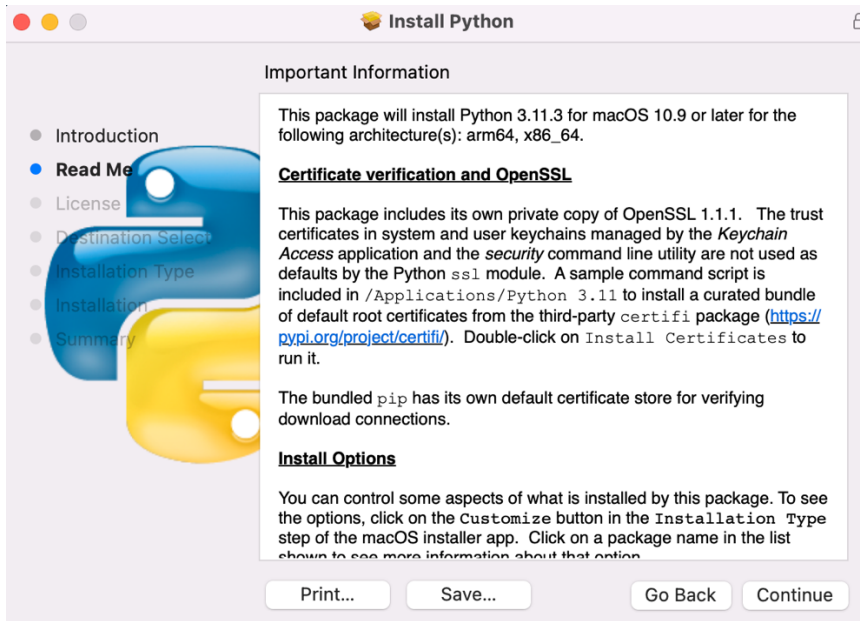 Install Python
Important Information
Introduction
Read Me
License
Destination Select
Installation Type
Installation
Summary
This package will install Python 3.11.3 for macOS 10.9 or later for the
following architecture(s): arm64, x86_64.
Certificate verification and OpenSSL
This package includes its own private copy of OpenSSL 1.1.1.   The trust
certificates in system and user keychains managed by the Keychain
Access application and the security command line utility are not used as
defaults by the Python ssl module.  A sample command script is
included in /Applications/Python 3.11 to install a curated bundle
of default root certificates from the third-party certifi package (https://
pypi.org/project/certifi/).  Double-click on Install Certificates to
run it.
The bundled pip has its own default certificate store for verifying
download connections.
Install Options
You can control some aspects of what is installed by this package. To see
the options, click on the Customize button in the Installation Type
step of the macOS installer app.  Click on a package name in the list
shown to see more information about that option
Print...
Save...
Go Back
Continue